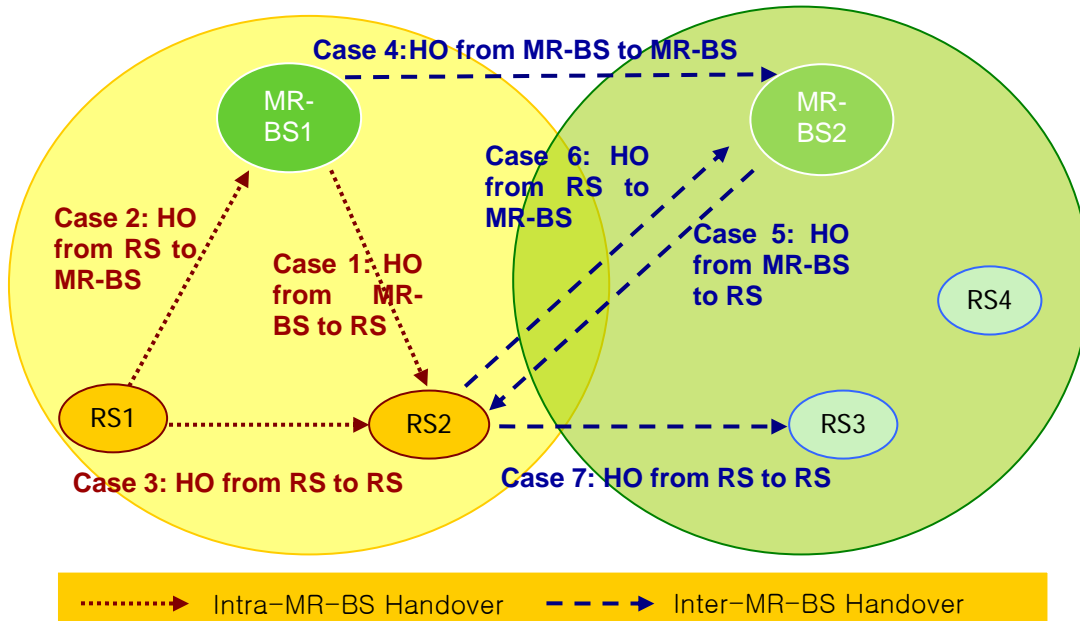 Case 4:HO from MR-BS to MR-BS
MR-
BS1
MR-
BS2
Case 6: HO
from RS to
MR-BS
Case 2: HO
from RS to
MR-BS
Case 1: HO
from MR-
BS to RS
Case 5: HO
from MR-BS
to RS
RS4
RS1
RS2
RS3
Case 3: HO from RS to RS
Case 7: HO from RS to RS
Intra-MR-BS Handover
Inter-MR-BS Handover